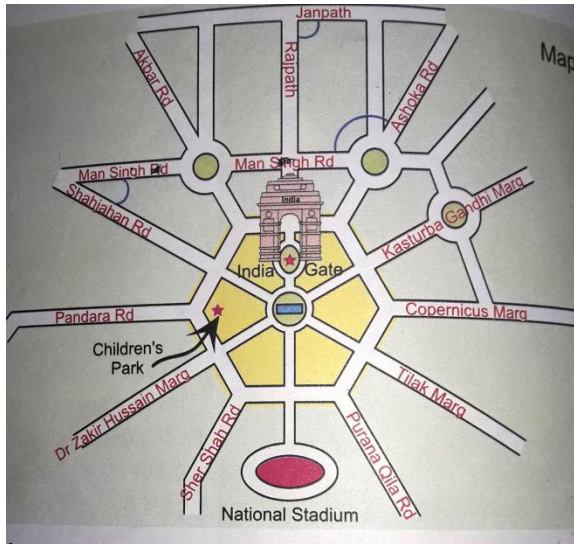 Janpath
Map
Akbar Rd
Rajpath
Ashoka Rd
Man Singh Rd
Man Singh Rd
Shahjahan Rd
India
Kasturba Gandhi Marg
India Gate
Pandara Rd
Copernicus Marg
Children's
Park
Dr Zakir Hussain Marg
Tilak Marg
Sher Shah Rd
Purana Qila Rd
National Stadium